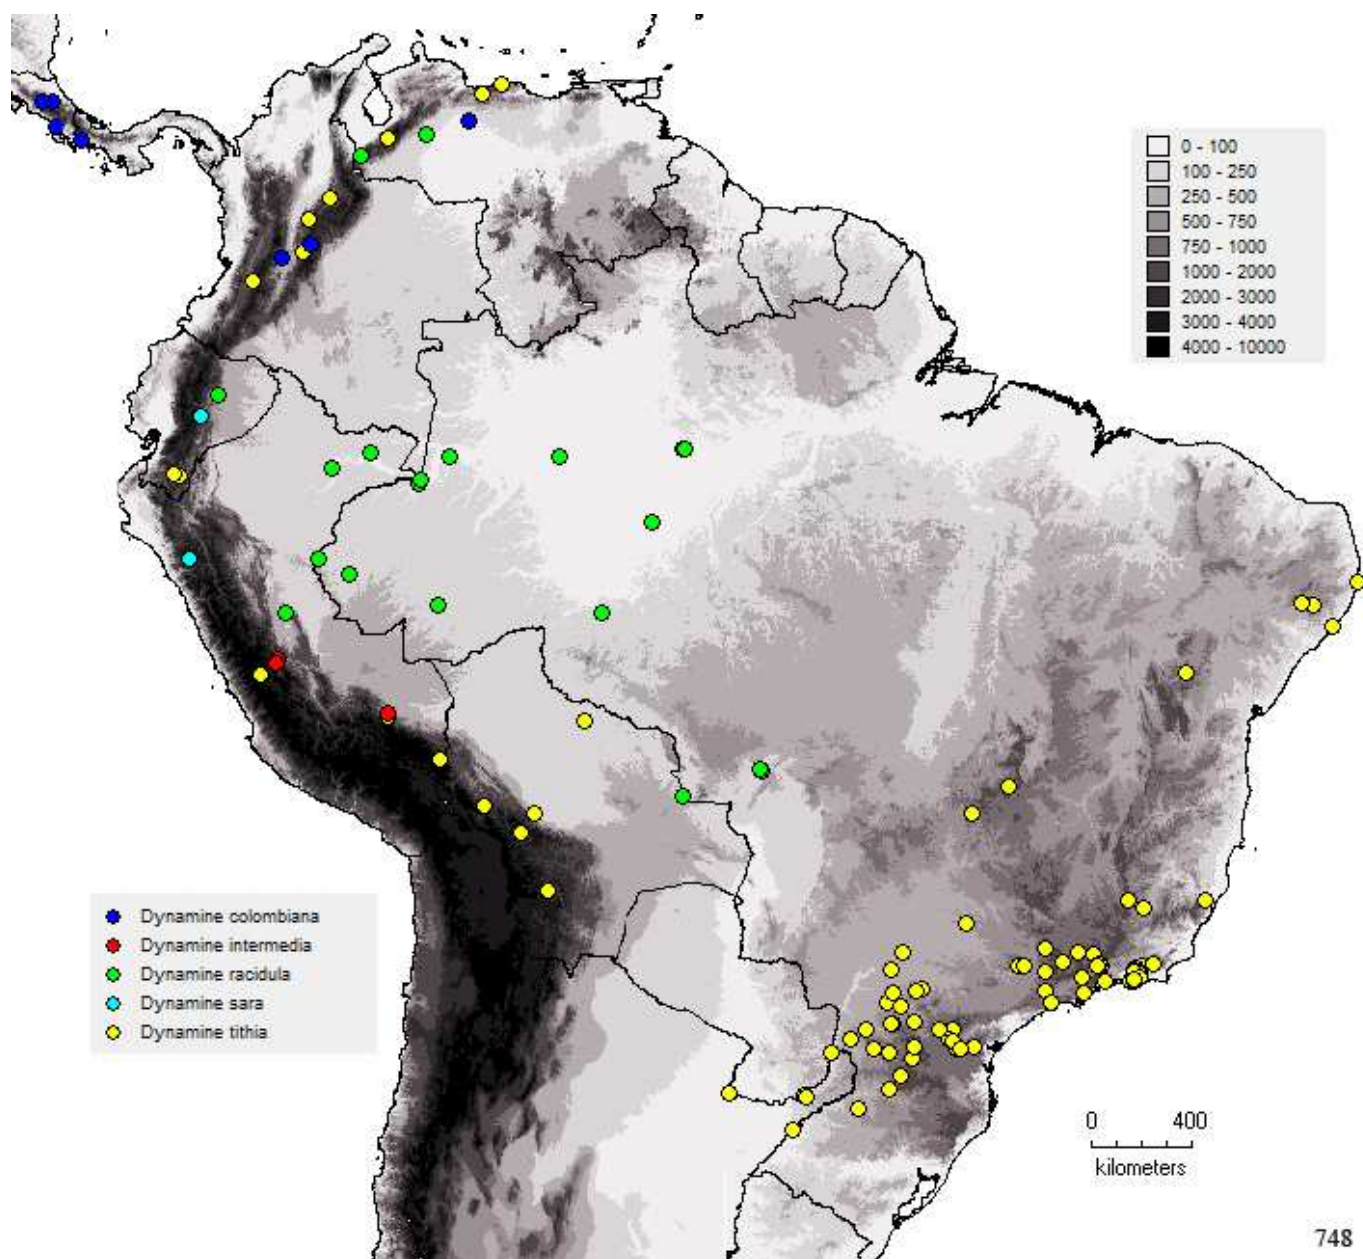 0 - 100
100 - 250
250 - 500
500 - 750
750 - 1000
1000 - 2000
2000 - 3000
3000 - 4000
4000 - 10000
Dynamine colombiana
Dynamine intermedia
Dynamine racidula
Dynamine sara
Dynamine tithia
0 400
kilometers
748